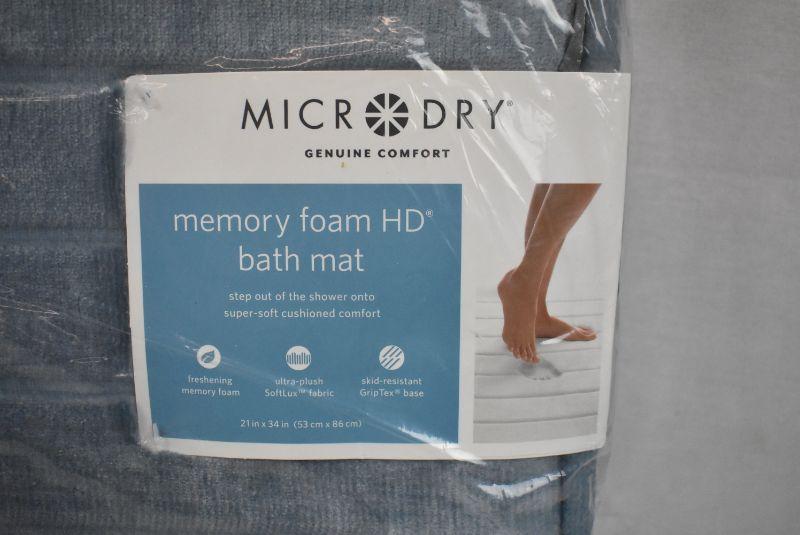 MICRODRY®
GENUINE COMFORT
memory foam HD®
bath mat
step out of the shower onto
super-soft cushioned comfort
freshening
memory foam
ultra-plush
SoftLux™ fabric
skid-resistant
GripTex® base
21 in x 34 in (53 cm x 86 cm)